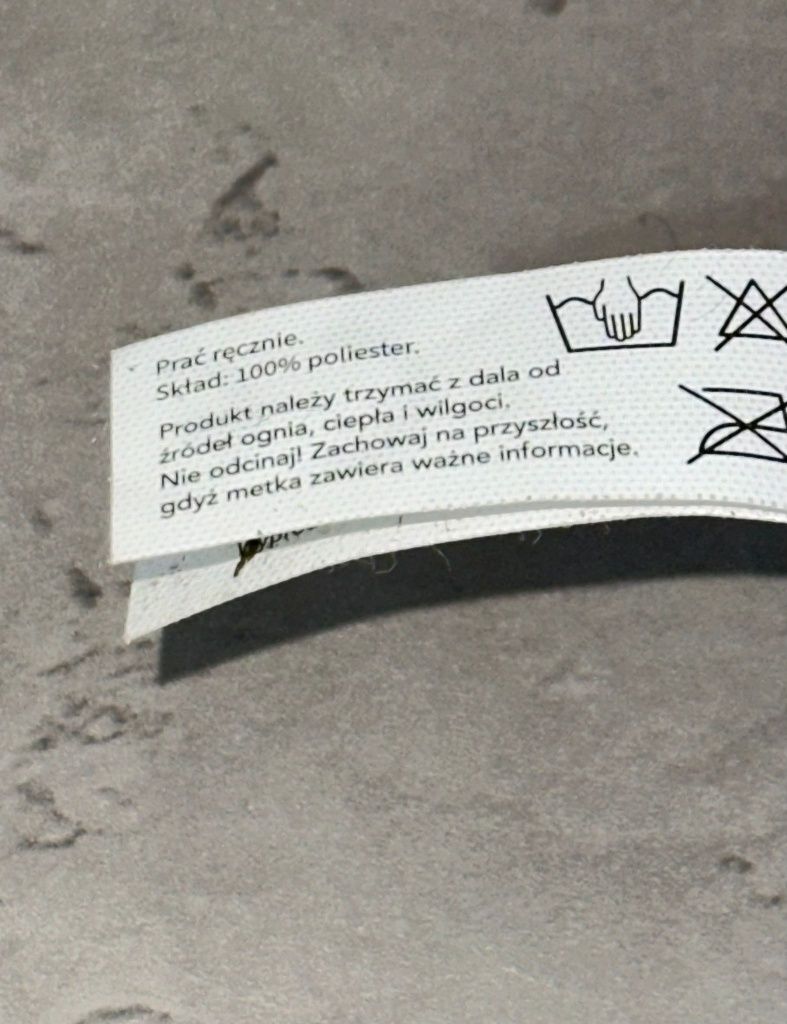 Prać ręcznie.
Skład: 100% poliester.
Produkt należy trzymać z dala od
źródeł ognia, ciepła i wilgoci.
Nie odcinaj! Zachowaj na przyszłość,
gdyż metka zawiera ważne informacje.